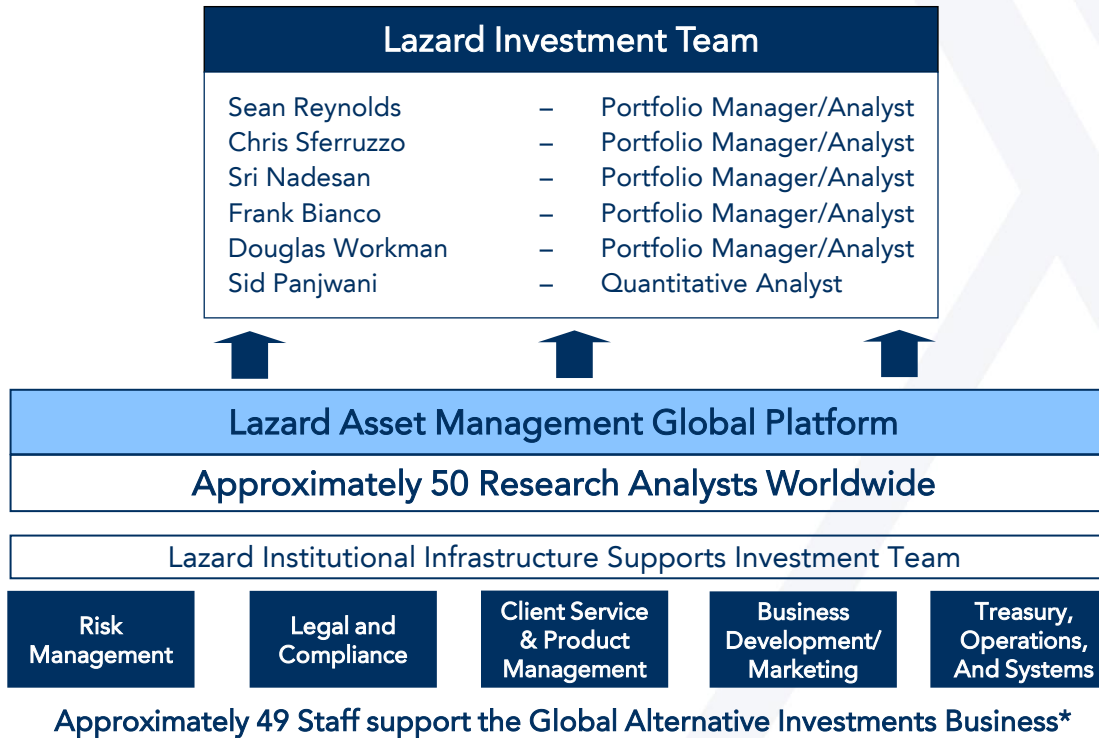 Lazard Investment Team
Sean Reynolds – Portfolio Manager/Analyst
Chris Sferruzzo – Portfolio Manager/Analyst
Sri Nadesan – Portfolio Manager/Analyst
Frank Bianco – Portfolio Manager/Analyst
Douglas Workman – Portfolio Manager/Analyst
Sid Panjwani – Quantitative Analyst
Lazard Asset Management Global Platform
Approximately 50 Research Analysts Worldwide
Lazard Institutional Infrastructure Supports Investment Team
Risk
Management
Legal and
Compliance
Client Service
& Product
Management
Business
Development/
Marketing
Treasury,
Operations,
And Systems
Approximately 49 Staff support the Global Alternative Investments Business*